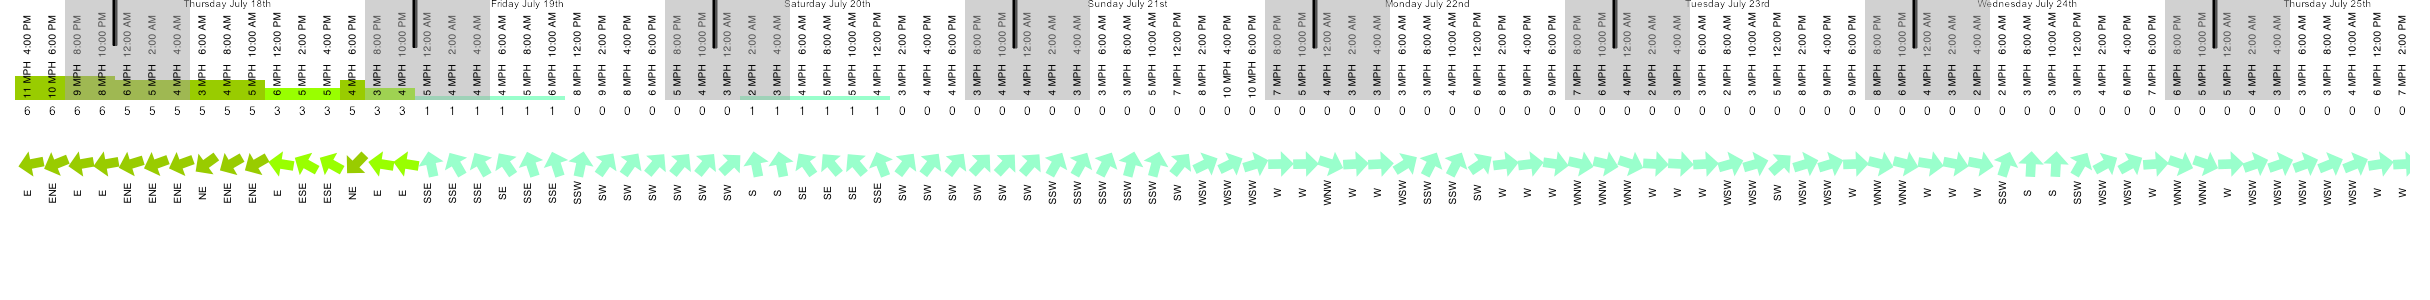 Thursday July 18th Friday July 19th Saturday July 20th Sunday July 21st Monday July 22nd Tuesday July 23rd Wednesday July 24th Thursday July 25th
4:00 PM 6:00 PM 8:00 PM 10:00 PM 12:00 AM 2:00 AM 4:00 AM 6:00 AM 8:00 AM 10:00 AM 12:00 PM 2:00 PM 4:00 PM 6:00 PM 8:00 PM 10:00 PM 12:00 AM 2:00 AM 4:00 AM 6:00 AM 8:00 AM 10:00 AM 12:00 PM 2:00 PM 4:00 PM 6:00 PM 8:00 PM 10:00 PM 12:00 AM 2:00 AM 4:00 AM 6:00 AM 8:00 AM 10:00 AM 12:00 PM 2:00 PM 4:00 PM 6:00 PM 8:00 PM 10:00 PM 12:00 AM 2:00 AM 4:00 AM 6:00 AM 8:00 AM 10:00 AM 12:00 PM 2:00 PM 4:00 PM 6:00 PM 8:00 PM 10:00 PM 12:00 AM 2:00 AM 4:00 AM 6:00 AM 8:00 AM 10:00 AM 12:00 PM 2:00 PM 4:00 PM 6:00 PM 8:00 PM 10:00 PM 12:00 AM 2:00 AM 4:00 AM 6:00 AM 8:00 AM 10:00 AM 12:00 PM 2:00 PM 4:00 PM 6:00 PM 8:00 PM 10:00 PM 12:00 AM 2:00 AM 4:00 AM 6:00 AM 8:00 AM 10:00 AM 12:00 PM 2:00 PM 4:00 PM 6:00 PM 8:00 PM 10:00 PM 12:00 AM 2:00 AM 4:00 AM 6:00 AM 8:00 AM 10:00 AM 12:00 PM 2:00 PM
11 MPH 10 MPH 9 MPH 8 MPH 6 MPH 5 MPH 4 MPH 3 MPH 4 MPH 5 MPH 6 MPH 5 MPH 5 MPH 4 MPH 3 MPH 4 MPH 5 MPH 4 MPH 4 MPH 4 MPH 4 MPH 6 MPH 8 MPH 9 MPH 8 MPH 6 MPH 5 MPH 4 MPH 3 MPH 2 MPH 3 MPH 4 MPH 5 MPH 5 MPH 4 MPH 3 MPH 4 MPH 4 MPH 3 MPH 4 MPH 4 MPH 4 MPH 3 MPH 3 MPH 3 MPH 5 MPH 7 MPH 8 MPH 10 MPH 10 MPH 7 MPH 5 MPH 4 MPH 3 MPH 3 MPH 3 MPH 3 MPH 4 MPH 6 MPH 8 MPH 9 MPH 9 MPH 7 MPH 6 MPH 4 MPH 2 MPH 2 MPH 3 MPH 2 MPH 3 MPH 5 MPH 7 MPH 8 MPH 9 MPH 8 MPH 6 MPH 4 MPH 3 MPH 2 MPH 2 MPH 3 MPH 3 MPH 3 MPH 4 MPH 6 MPH 7 MPH 6 MPH 5 MPH 5 MPH 4 MPH 3 MPH 3 MPH 3 MPH 4 MPH 6 MPH 7 MPH
6 6 6 6 5 5 5 5 5 5 3 3 3 5 3 3 1 1 1 1 1 1 0 0 0 0 0 0 0 1 1 1 1 1 1 0 0 0 0 0 0 0 0 0 0 0 0 0 0 0 0 0 0 0 0 0 0 0 0 0 0 0 0 0 0 0 0 0 0 0 0 0 0 0 0 0 0 0 0 0 0 0 0 0 0 0 0 0 0 0 0 0 0 0 0 0
E ENE E E ENE ENE ENE NE ENE ENE E ESE ESE NE E E SSE SSE SSE SE SSE SSE SSW SW SW SW SW SW SW S S SE SE SE SSE SW SW SW SW SW SW SSW SSW SSW SSW SSW SW WSW WSW WSW W W WNW W W WSW SSW SSW SW W W W WNW WNW WNW W W W WSW WSW SW WSW WSW W WNW WNW W W W SSW S S SSW WSW WSW W WNW WNW W WSW WSW WSW WSW WSW W W